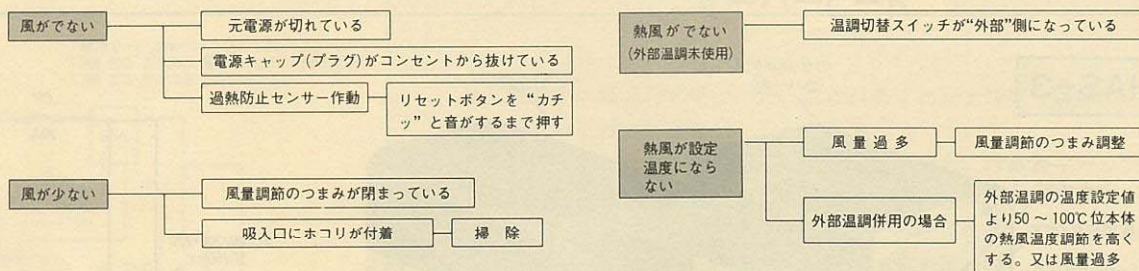 風がでない
元電源が切れている
電源キャップ(プラグ)がコンセントから抜けている
過熱防止センサー作動
リセットボタンを“カチ
ッ”と音がするまで押す
風が少ない
風量調節のつまみが閉まっている
吸入口にホコリが付着
掃 除
熱風がでない
(外部温調未使用)
温調切替スイッチが“外部”側になっている
熱風が設定
温度になら
ない
風 量 過 多
風量調節のつまみ調整
外部温調併用の場合
外部温調の温度設定値
より50～100℃位本体
の熱風温度調節を高く
する。又は風量過多